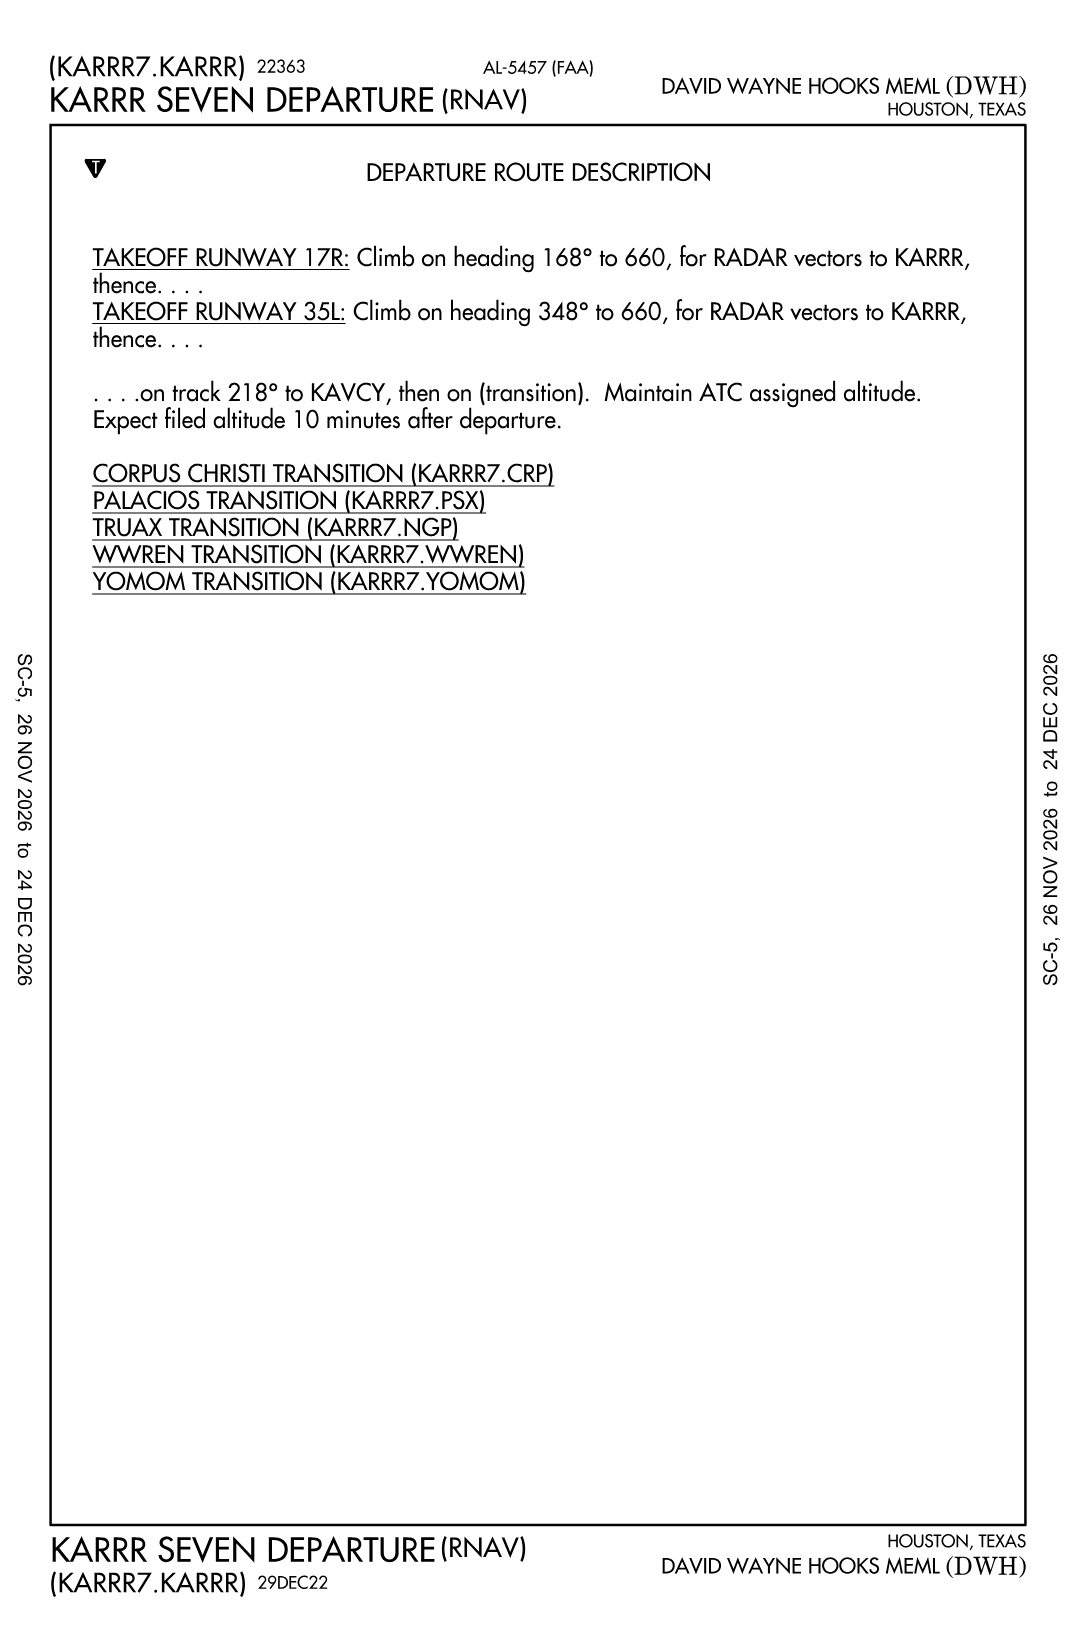 (KARRR7.KARRR) 22363
AL-5457 (FAA)
KARRR SEVEN DEPARTURE (RNAV)
DAVID WAYNE HOOKS MEML (DWH)
HOUSTON, TEXAS
T
DEPARTURE ROUTE DESCRIPTION
TAKEOFF RUNWAY 17R: Climb on heading 168° to 660, for RADAR vectors to KARRR,
thence. . . .
TAKEOFF RUNWAY 35L: Climb on heading 348° to 660, for RADAR vectors to KARRR,
thence. . . .
. . . .on track 218° to KAVCY, then on (transition). Maintain ATC assigned altitude.
Expect filed altitude 10 minutes after departure.
CORPUS CHRISTI TRANSITION (KARRR7.CRP)
PALACIOS TRANSITION (KARRR7.PSX)
TRUAX TRANSITION (KARRR7.NGP)
WWREN TRANSITION (KARRR7.WWREN)
YOMOM TRANSITION (KARRR7.YOMOM)
SC-5, 26 NOV 2026 to 24 DEC 2026
SC-5, 26 NOV 2026 to 24 DEC 2026
KARRR SEVEN DEPARTURE (RNAV)
(KARRR7.KARRR) 29DEC22
HOUSTON, TEXAS
DAVID WAYNE HOOKS MEML (DWH)